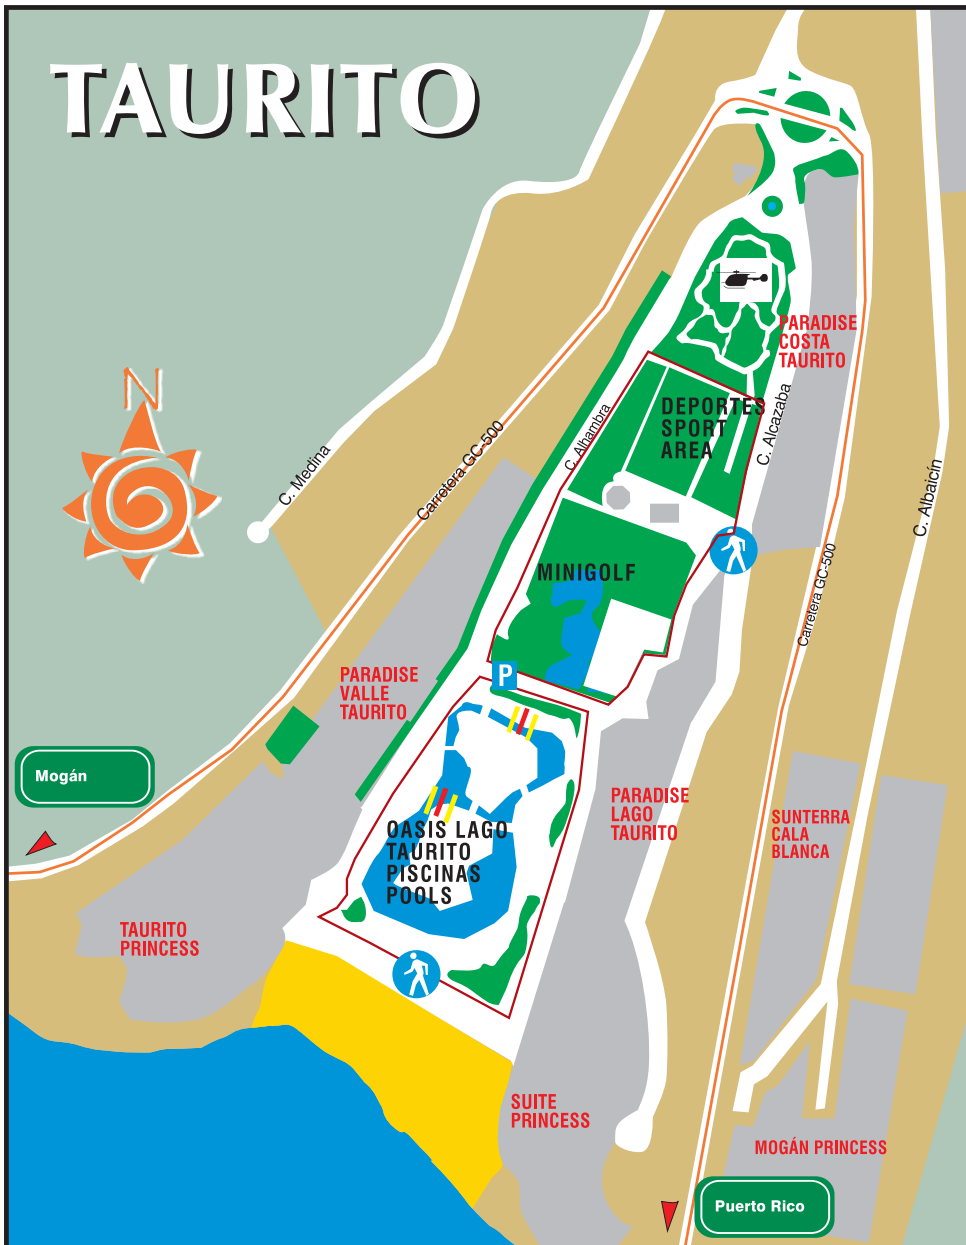 TAURITO
N
PARADISE
COSTA
TAURITO
DEPORTES
SPORT
AREA
C. Alhambra
C. Alcazaba
C. Medina
Carretera GC-500
C. Albaicín
Carretera GC-500
MINIGOLF
P
PARADISE
VALLE
TAURITO
Mogán
PARADISE
LAGO
TAURITO
SUNTERRA
CALA
BLANCA
OASIS LAGO
TAURITO
PISCINAS
POOLS
TAURITO
PRINCESS
SUITE
PRINCESS
MOGÁN PRINCESS
Puerto Rico